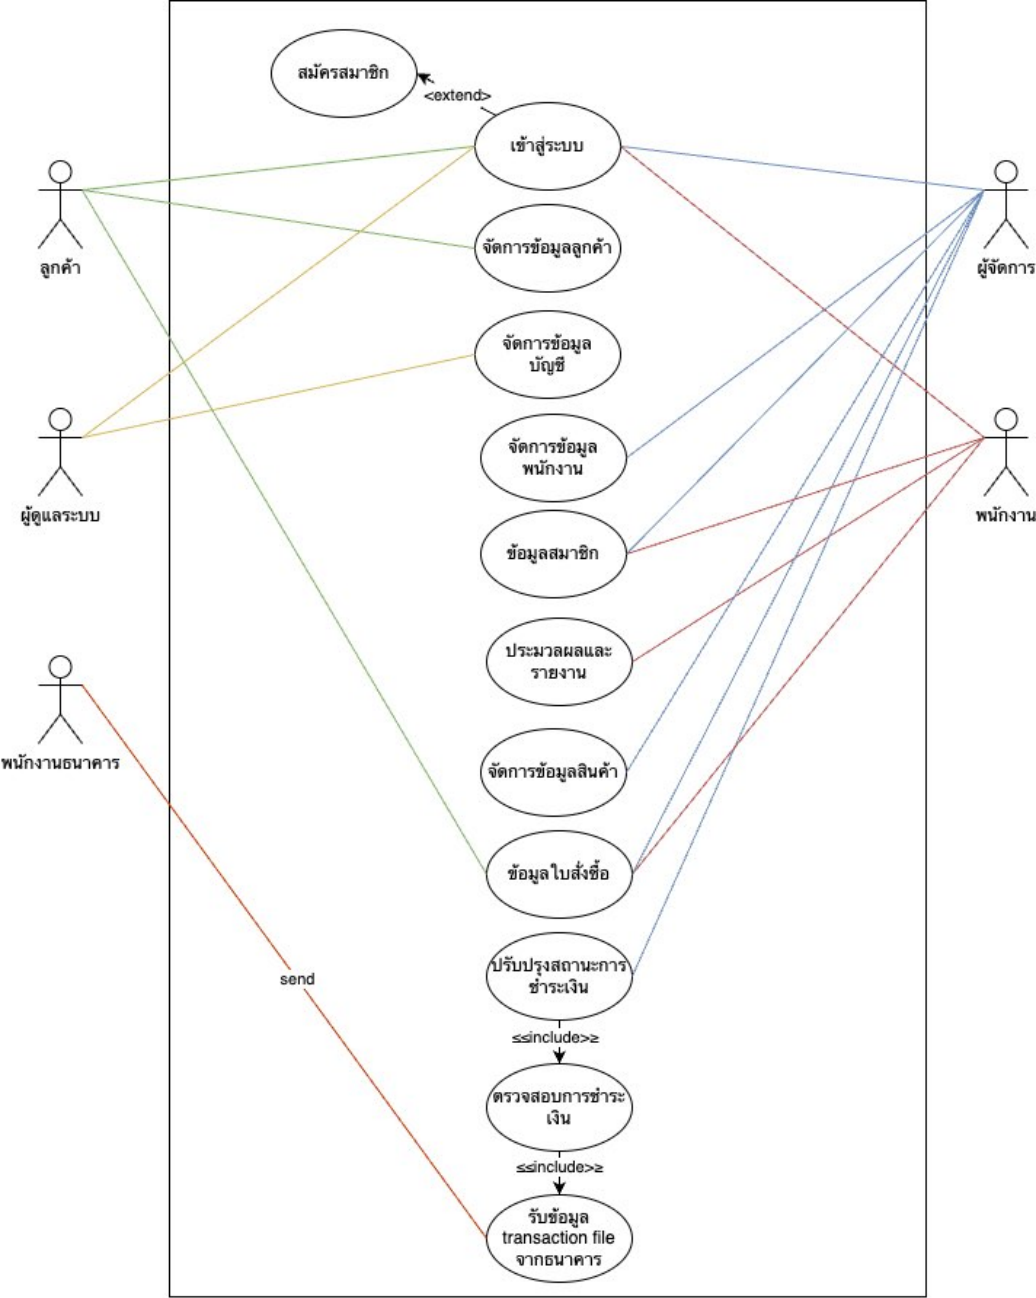 สมัครสมาชิก
<extend>
เข้าสู่ระบบ
ลูกค้า
ผู้จัดการ
จัดการข้อมูลลูกค้า
จัดการข้อมูล
บัญชี
จัดการข้อมูล
พนักงาน
ผู้ดูแลระบบ
พนักงาน
ข้อมูลสมาชิก
ประมวลผลและ
รายงาน
พนักงานธนาคาร
จัดการข้อมูลสินค้า
ข้อมูลใบสั่งซื้อ
ปรับปรุงสถานะการ
ชำระเงิน
send
≤≤include>≥
ตรวจสอบการชำระ
เงิน
≤≤include>≥
รับข้อมูล
transaction file
จากธนาคาร